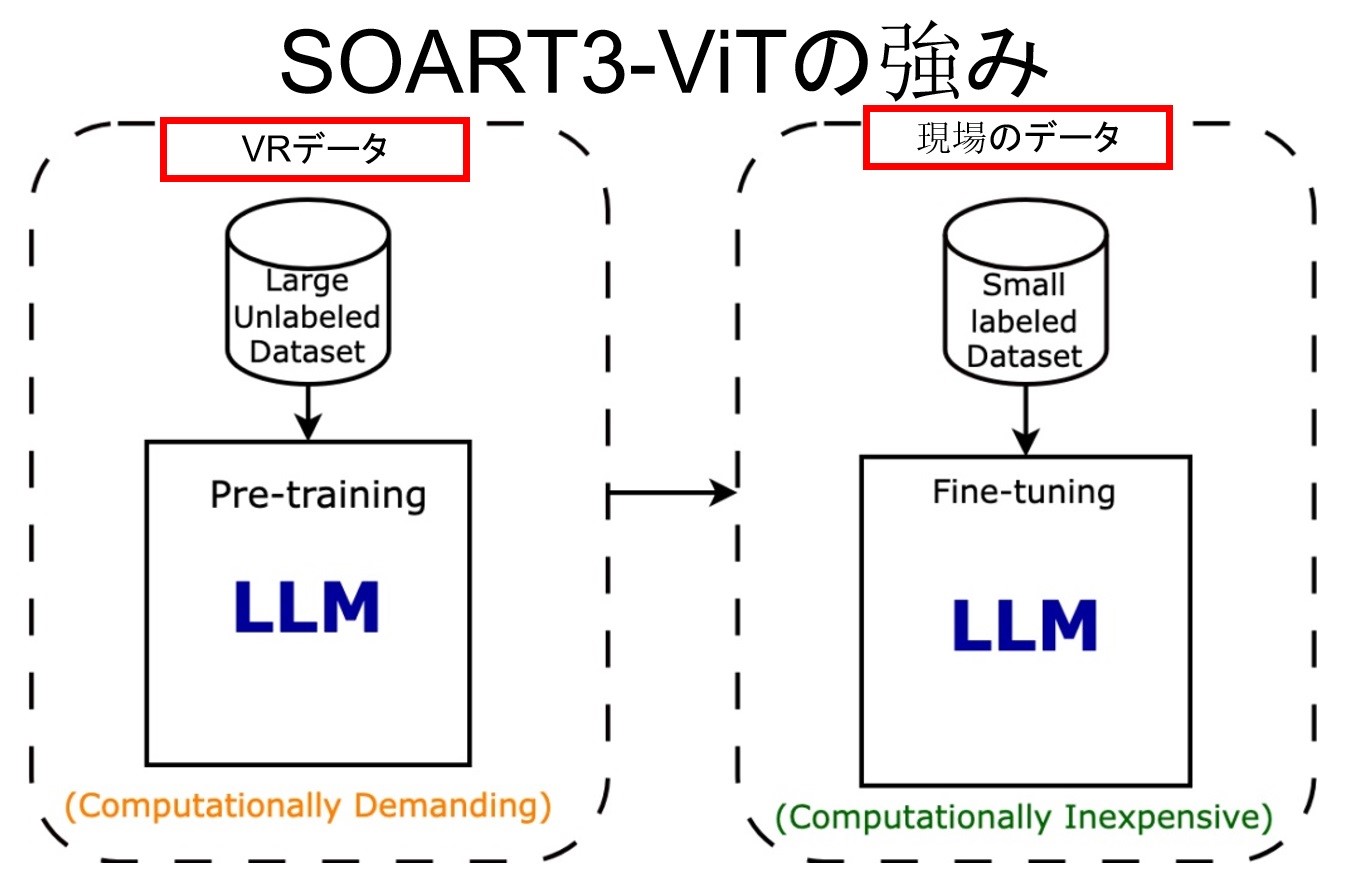 SOART3-ViTの強み
VRデータ
Large
Unlabeled
Dataset
Pre-training
LLM
(Computationally Demanding)
現場のデータ
Small
labeled
Dataset
Fine-tuning
LLM
(Computationally Inexpensive)